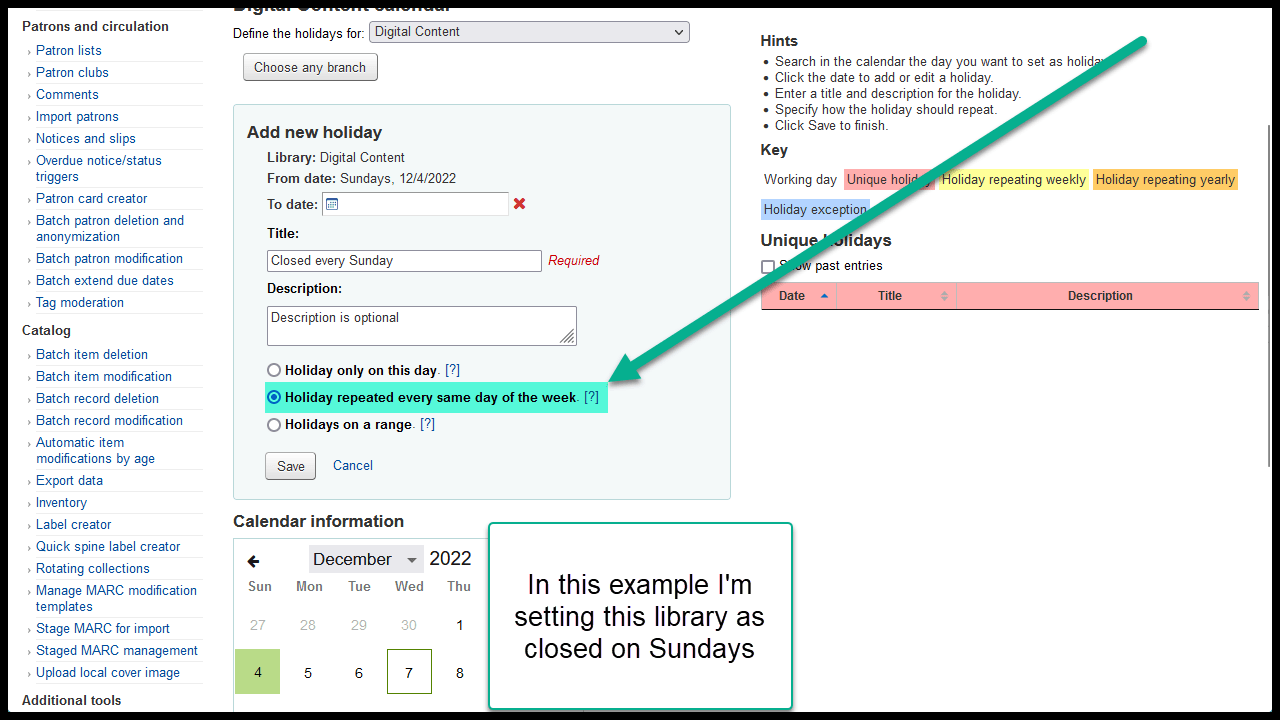 Patrons and circulation
Patron lists
Patron clubs
Comments
Import patrons
Notices and slips
Overdue notice/status
triggers
Patron card creator
Batch patron deletion and
anonymization
Batch patron modification
Batch extend due dates
Tag moderation
Catalog
Batch item deletion
Batch item modification
Batch record deletion
Batch record modification
Automatic item
modifications by age
Export data
Inventory
Label creator
Quick spine label creator
Rotating collections
Manage MARC modification
templates
Stage MARC for import
Staged MARC management
Upload local cover image
Additional tools
Digital Content calendar
Define the holidays for: Digital Content
Choose any branch
Add new holiday
Library: Digital Content
From date: Sundays, 12/4/2022
To date:
Title:
Closed every Sunday Required
Description:
Description is optional
Holiday only on this day. [?]
Holiday repeated every same day of the week. [?]
Holidays on a range. [?]
Save Cancel
Calendar information
December 2022
Sun Mon Tue Wed Thu
27 28 29 30 1
4 5 6 7 8
In this example I'm
setting this library as
closed on Sundays
Hints
• Search in the calendar the day you want to set as holiday.
• Click the date to add or edit a holiday.
• Enter a title and description for the holiday.
• Specify how the holiday should repeat.
• Click Save to finish.
Key
Working day Unique holiday Holiday repeating weekly Holiday repeating yearly
Holiday exception
Unique holidays
Show past entries
Date Title Description